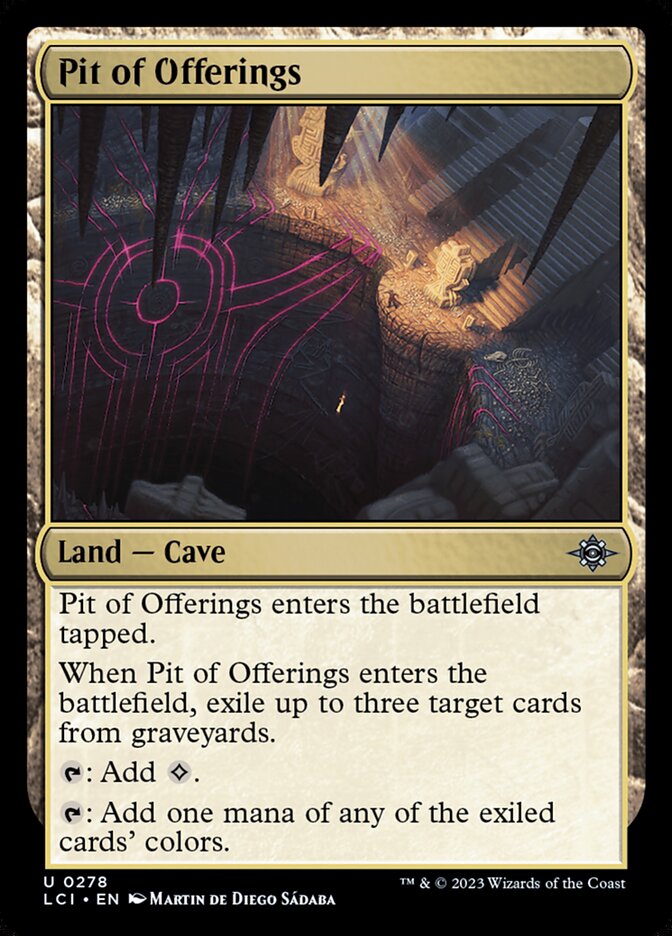 Pit of Offerings
Land — Cave
Pit of Offerings enters the battlefield
tapped.
When Pit of Offerings enters the
battlefield, exile up to three target cards
from graveyards.
: Add .
: Add one mana of any of the exiled
cards' colors.
U 0278
LCI • EN Martin de Diego Sádaba
™ & © 2023 Wizards of the Coast